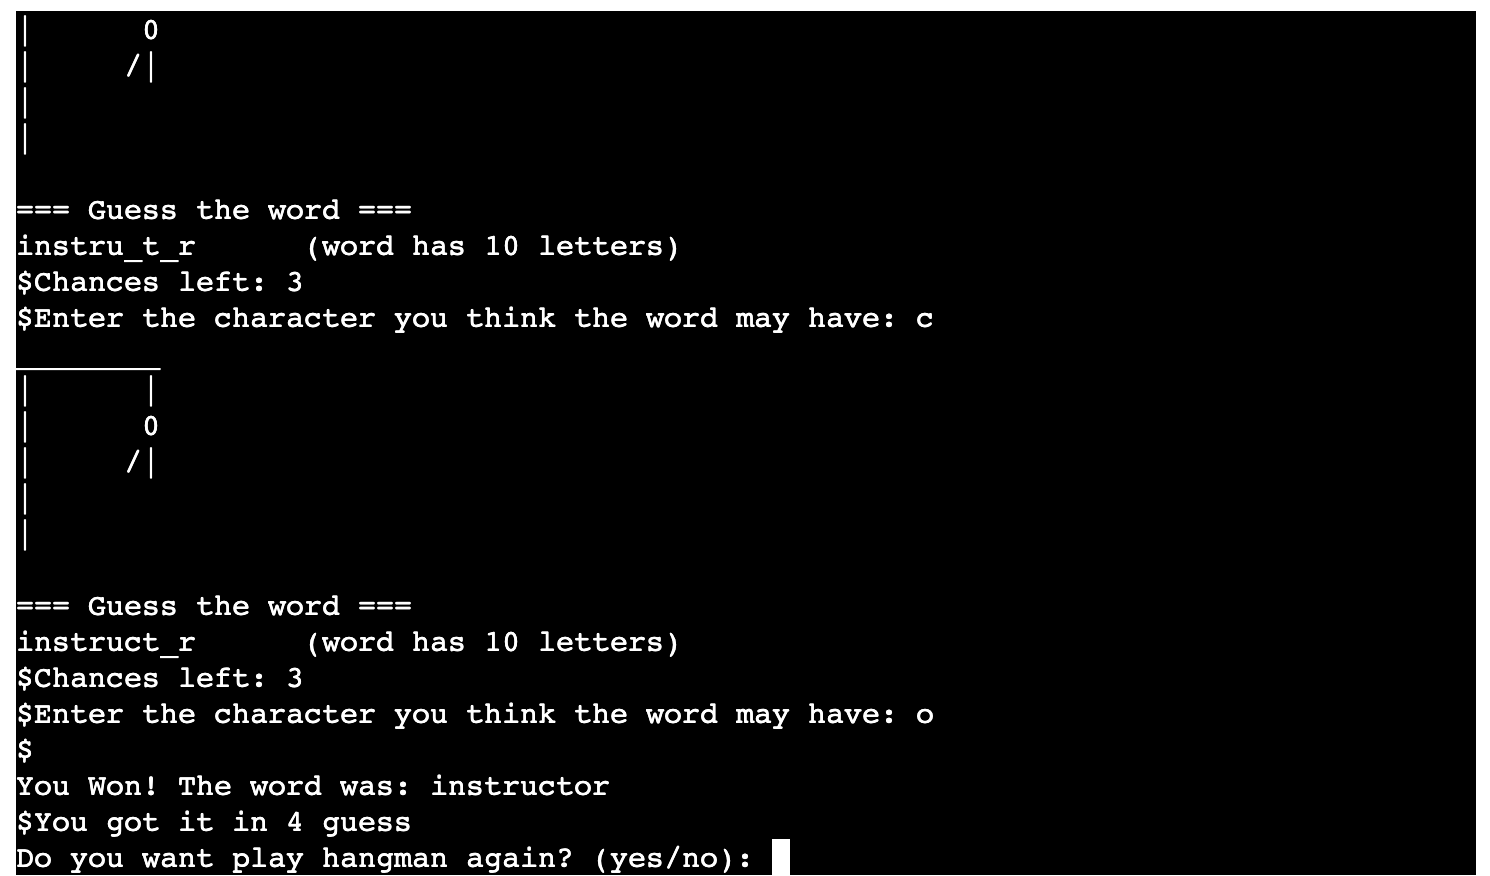 |      O
|     /|
|
|
=== Guess the word ===
instru_t_r      (word has 10 letters)
$Chances left: 3
$Enter the character you think the word may have: c
________
|      |
|      O
|     /|
|
|
=== Guess the word ===
instruct_r      (word has 10 letters)
$Chances left: 3
$Enter the character you think the word may have: o
$
You Won! The word was: instructor
$You got it in 4 guess
Do you want play hangman again? (yes/no):